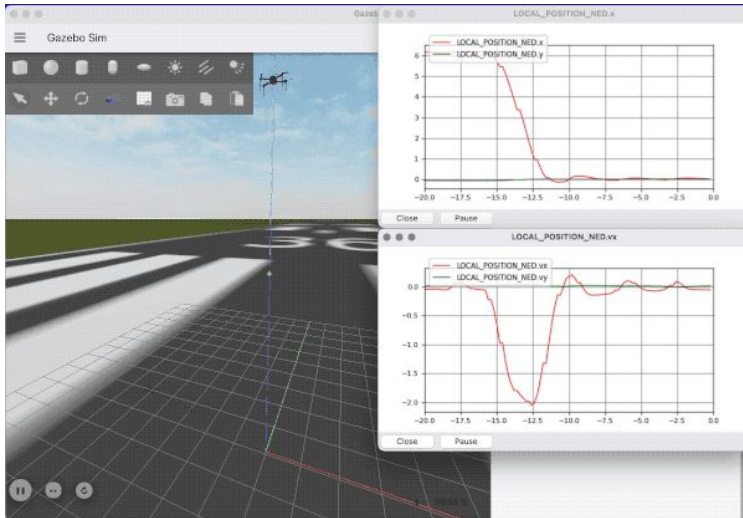 Gazeb
Gazebo Sim
LOCAL_POSITION_NED.x
LOCAL_POSITION_NED.x
LOCAL_POSITION_NED.y
6
5
4
3
2
1
0
−20.0 −17.5 −15.0 −12.5 −10.0 −7.5 −5.0 −2.5 0.0
Close Pause
LOCAL_POSITION_NED.vx
LOCAL_POSITION_NED.vx
LOCAL_POSITION_NED.vy
0.0
−0.5
−1.0
−1.5
−2.0
−20.0 −17.5 −15.0 −12.5 −10.0 −7.5 −5.0 −2.5 0.0
Close Pause